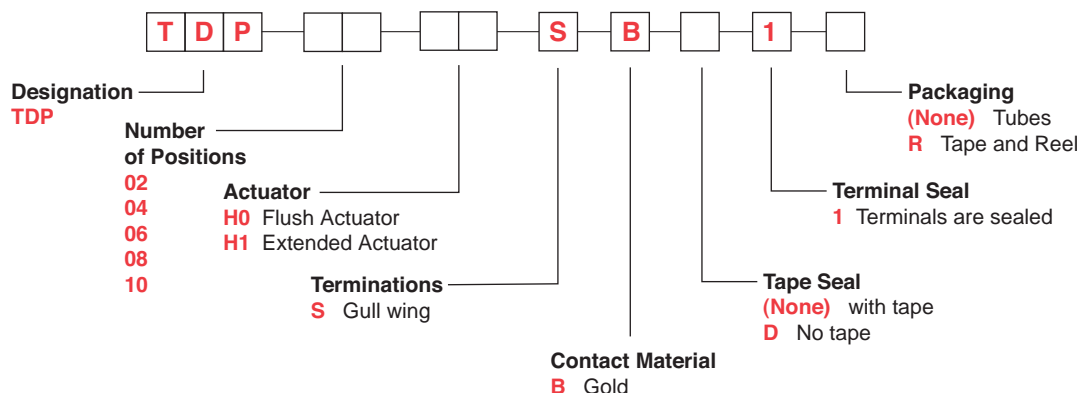 T D P S B 1
Designation
TDP
Number
of Positions
02
04
06
08
10
Actuator
H0 Flush Actuator
H1 Extended Actuator
Terminations
S Gull wing
Contact Material
B Gold
Tape Seal
(None) with tape
D No tape
Terminal Seal
1 Terminals are sealed
Packaging
(None) Tubes
R Tape and Reel